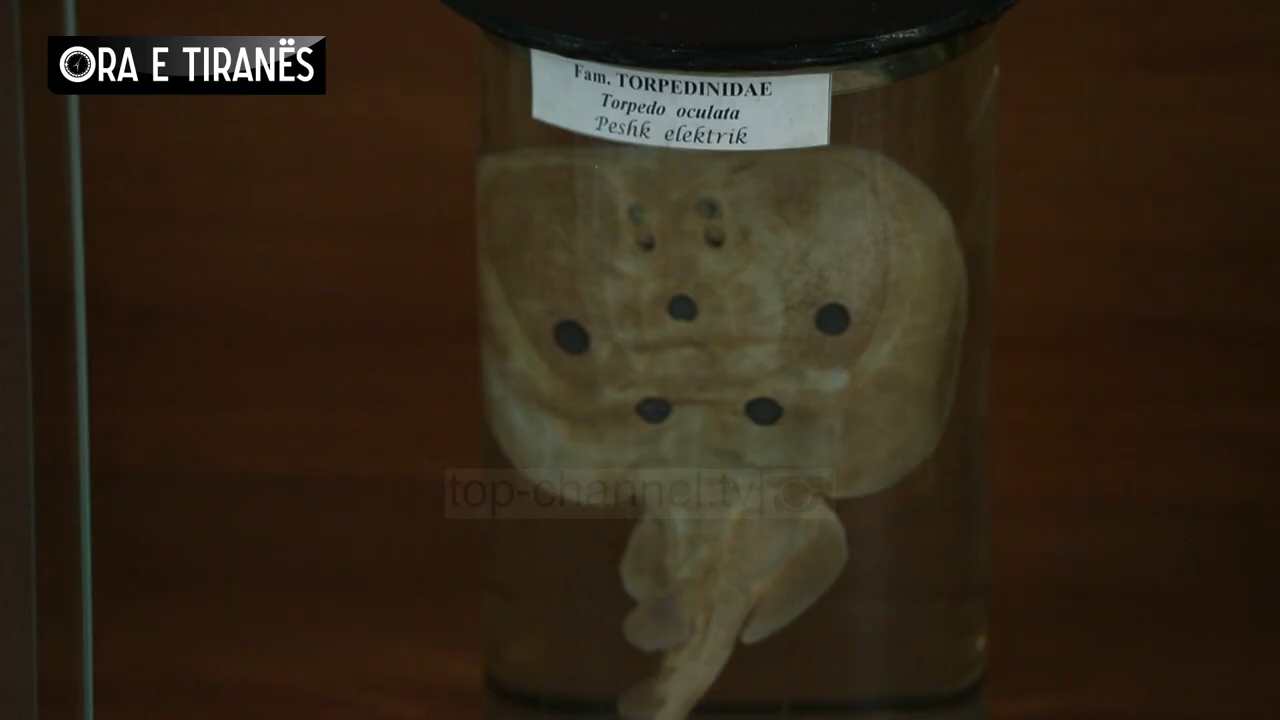 ORA E TIRANËS
Fam. TORPEDINIDAE
Torpedo oculata
Peshk elektrik
top-channel.tv